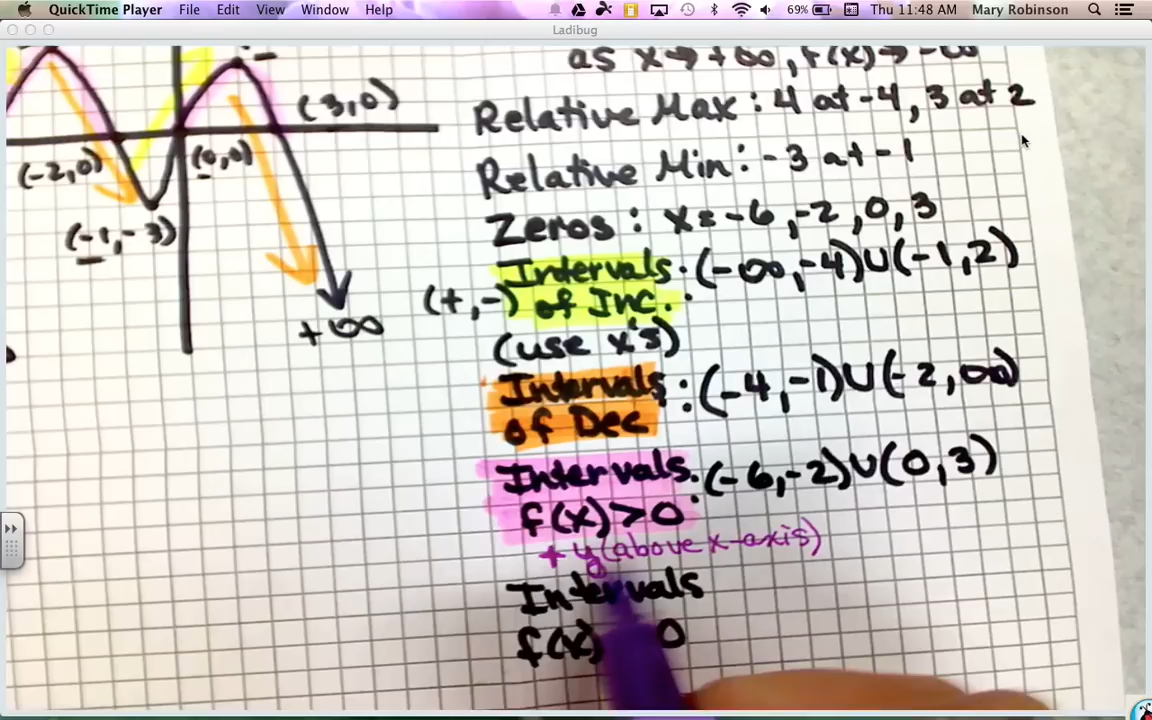 QuickTime Player File Edit View Window Help 69% Thu 11:48 AM Mary Robinson
Ladibug
as x→+∞, f(x)→-∞
Relative Max: 4 at -4, 3 at 2
(3,0)
(-2,0) (0,0)
Relative Min: -3 at -1
(-1,-3)
Zeros: x=-6,-2,0,3
Intervals of Inc. : (-∞,-4)∪(-1,2)
(+,-)
+∞
(use x's)
Intervals : (-4,-1)∪(-2,∞)
of Dec
Intervals : (-6,-2)∪(0,3)
f(x)>0
+y (above x-axis)
Intervals
f(x) 0